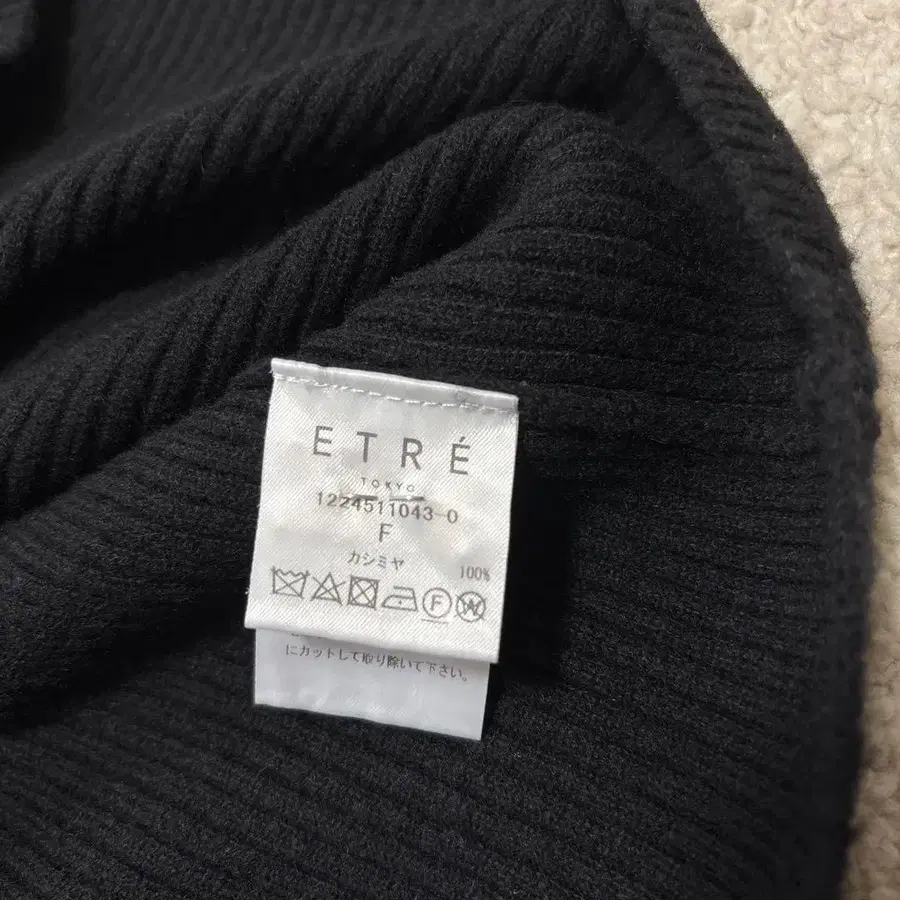 ETRÉ
TOKYO
1224511043-0
F
カシミヤ 100%
F W
にカットして取り除いて下さい。